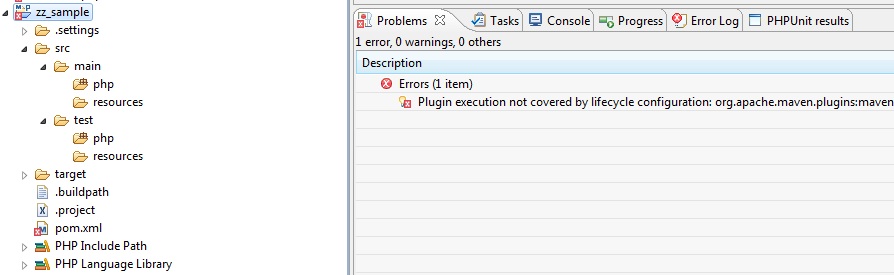 zz_sample
.settings
src
main
php
resources
test
php
resources
target
.buildpath
.project
pom.xml
PHP Include Path
PHP Language Library
Problems Tasks Console Progress Error Log PHPUnit results
1 error, 0 warnings, 0 others
Description
Errors (1 item)
Plugin execution not covered by lifecycle configuration: org.apache.maven.plugins:maven